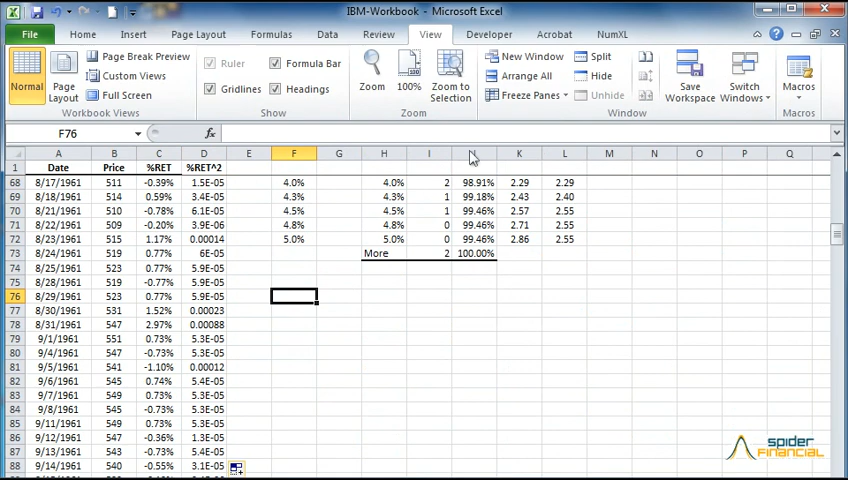 IBM-Workbook - Microsoft Excel
File Home Insert Page Layout Formulas Data Review View Developer Acrobat NumXL
Normal
Page Layout
Page Break Preview
Custom Views
Full Screen
Workbook Views
Ruler
Formula Bar
Gridlines
Headings
Show
Zoom
100%
Zoom to Selection
Zoom
New Window
Arrange All
Freeze Panes
Split
Hide
Unhide
Save Workspace
Switch Windows
Window
Macros
Macros
F76 fx
A B C D E F G H I K L M N O P Q
1 Date Price %RET %RET^2
68 8/17/1961 511 -0.39% 1.5E-05 4.0% 4.0% 2 98.91% 2.29 2.29
69 8/18/1961 514 0.59% 3.4E-05 4.3% 4.3% 1 99.18% 2.43 2.40
70 8/21/1961 510 -0.78% 6.1E-05 4.5% 4.5% 1 99.46% 2.57 2.55
71 8/22/1961 509 -0.20% 3.9E-06 4.8% 4.8% 0 99.46% 2.71 2.55
72 8/23/1961 515 1.17% 0.00014 5.0% 5.0% 0 99.46% 2.86 2.55
73 8/24/1961 519 0.77% 6E-05 More 2 100.00%
74 8/25/1961 523 0.77% 5.9E-05
75 8/28/1961 519 -0.77% 5.9E-05
76 8/29/1961 523 0.77% 5.9E-05
77 8/30/1961 531 1.52% 0.00023
78 8/31/1961 547 2.97% 0.00088
79 9/1/1961 551 0.73% 5.3E-05
80 9/4/1961 547 -0.73% 5.3E-05
81 9/5/1961 541 -1.10% 0.00012
82 9/6/1961 545 0.74% 5.4E-05
83 9/7/1961 549 0.73% 5.3E-05
84 9/8/1961 545 -0.73% 5.3E-05
85 9/11/1961 549 0.73% 5.3E-05
86 9/12/1961 547 -0.36% 1.3E-05
87 9/13/1961 543 -0.73% 5.4E-05
88 9/14/1961 540 -0.55% 3.1E-05
spider
FINANCIAL